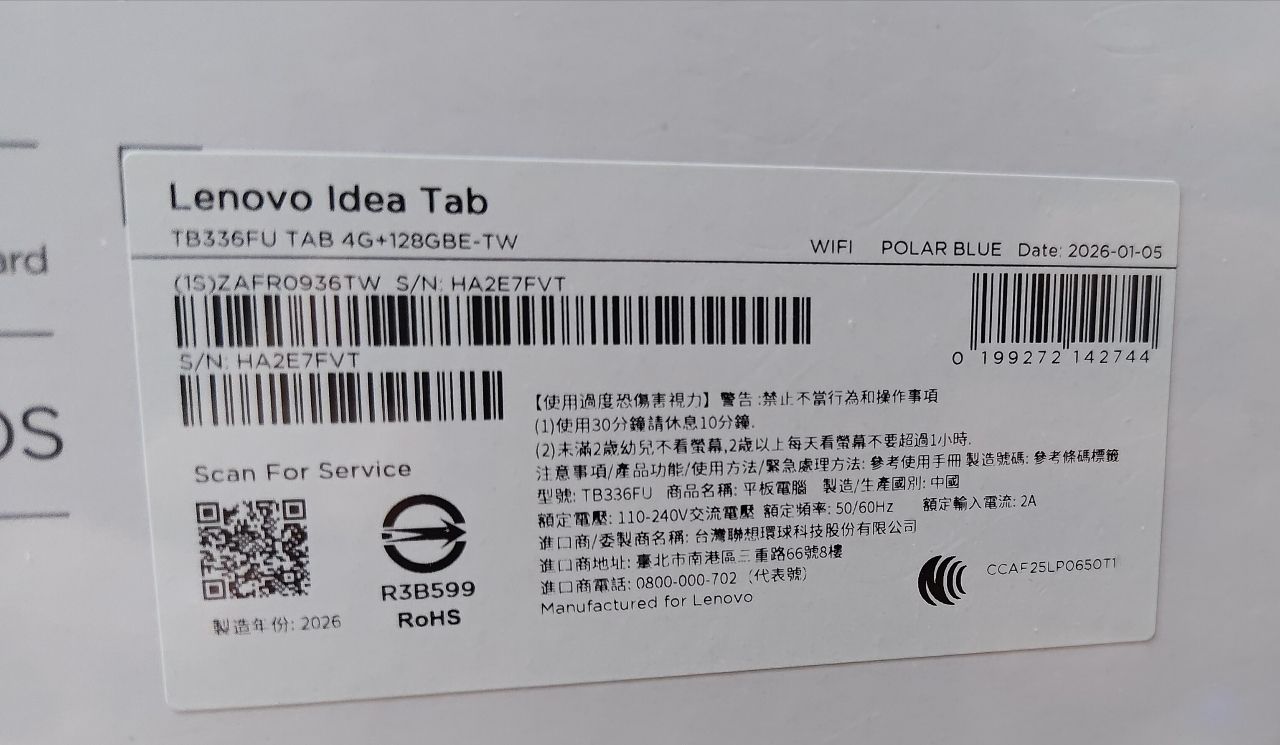 Lenovo Idea Tab
TB336FU TAB 4G+128GBE-TW
WIFI POLAR BLUE Date: 2026-01-05
(1S)ZAFR0936TW S/N: HA2E7FVT
0 199272 142744
S/N: HA2E7FVT
【使用過度恐傷害視力】警告:禁止不當行為和操作事項
(1)使用30分鐘請休息10分鐘.
(2)未滿2歲幼兒不看螢幕,2歲以上每天看螢幕不要超過1小時.
注意事項/產品功能/使用方法/緊急處理方法: 參考使用手冊 製造號碼: 參考條碼標籤
型號: TB336FU 商品名稱: 平板電腦 製造/生產國別: 中國
額定電壓: 110-240V交流電壓 額定頻率: 50/60Hz 額定輸入電流: 2A
進口商/委製商名稱: 台灣聯想環球科技股份有限公司
進口商地址: 臺北市南港區三重路66號8樓
進口商電話: 0800-000-702（代表號）
Manufactured for Lenovo
Scan For Service
製造年份: 2026
R3B599
RoHS
CCAF25LP0650T1
ard
OS